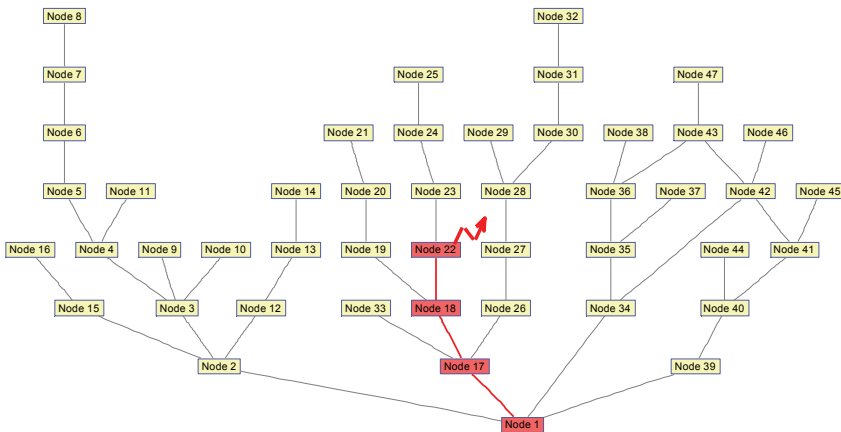 Node 8
Node 32
Node 7
Node 25
Node 31
Node 47
Node 6
Node 21
Node 24
Node 29
Node 30
Node 38
Node 43
Node 46
Node 5
Node 11
Node 14
Node 20
Node 23
Node 28
Node 36
Node 37
Node 42
Node 45
Node 16
Node 4
Node 9
Node 10
Node 13
Node 19
Node 22
Node 27
Node 35
Node 44
Node 41
Node 15
Node 3
Node 12
Node 33
Node 18
Node 26
Node 34
Node 40
Node 2
Node 17
Node 39
Node 1